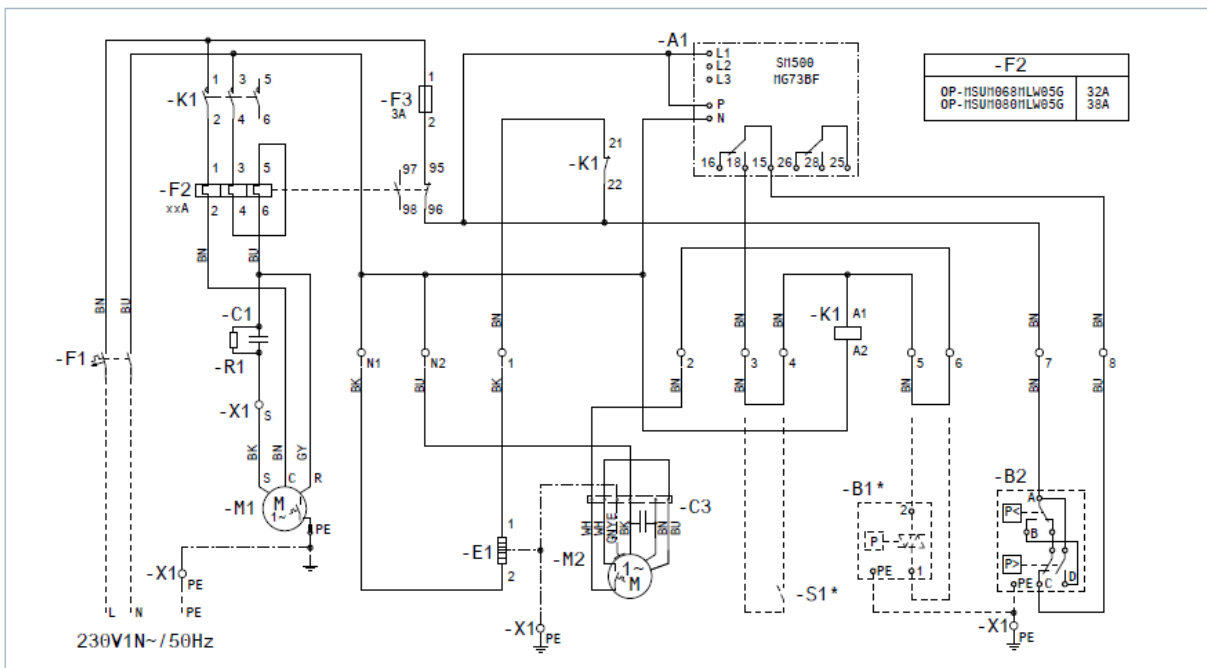 -A1
L1
L2
L3
P
N
SM500
MG73BF
16 18 15 26 28 25
-F2
OP-MSUM068MLW05G 32A
OP-MSUM080MLW05G 38A
-K1
1 3 5
2 4 6
-F3
3A
1
2
21
-K1
22
-F2
xxA
1 3 5
2 4 6
97 95
98 96
BN BU
BN BU
-C1
-R1
-F1
-X1
S
BK BN GY
S C R
-M1
M
1~
PE
-X1
PE
L N PE
230V1N~/50Hz
N1 N2 1 2 3 4 5 6 7 8
BN BN BN BN BN
BN
BK BU BK BN BN BN BN BN BN BU
-K1
A1
A2
-E1
1
2
-X1
PE
-M2
WH WH GNYE BK BN BU
-C3
1~
M
-S1*
-B1*
2
P
PE
1
-B2
A
P<
B
P>
PE
C
D
-X1
PE